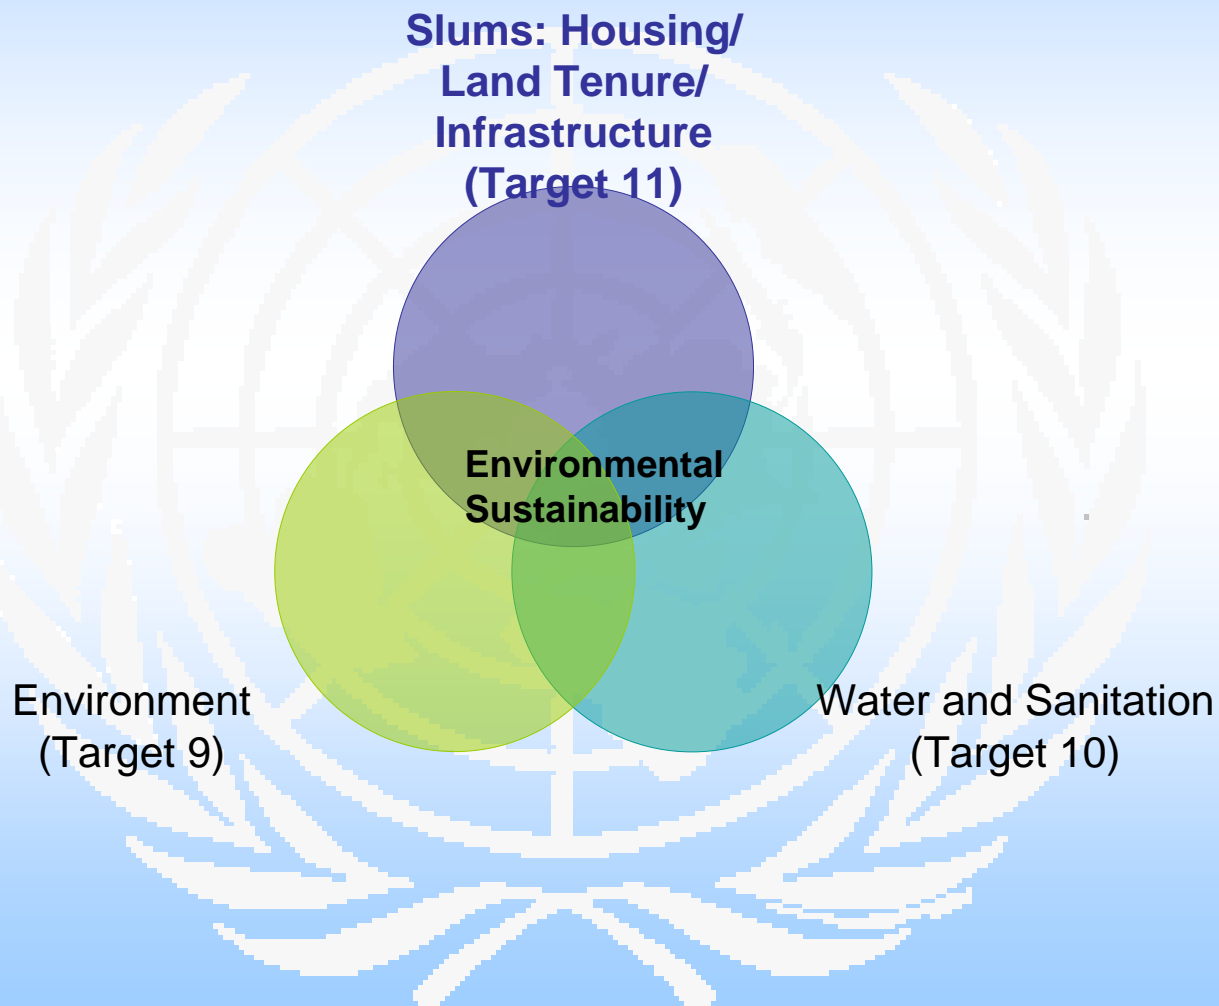 Slums: Housing/
Land Tenure/
Infrastructure
(Target 11)
Environmental
Sustainability
Environment
(Target 9)
Water and Sanitation
(Target 10)